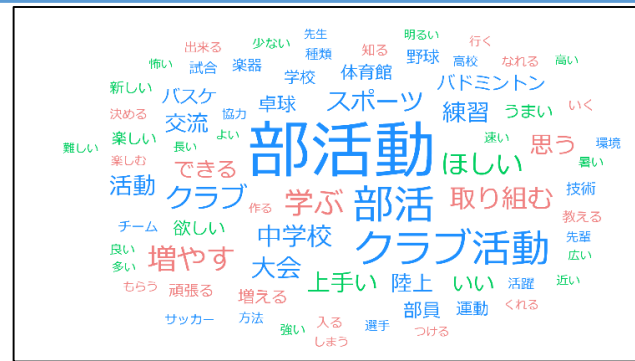 先生 明るい 行く
出来る 少ない 種類 知る 野球 高校 なれる 高い
怖い 試合 楽器 学校 体育館 バドミントン
新しい バスケ 卓球 スポーツ 練習 うまい いく
決める 交流 協力 部活動 速い 思う 環境
難しい 楽しい 長い よい ほしい 暑い
楽しむ できる 学ぶ 部活 取り組む 技術
活動 クラブ 作る 教える
チーム 欲しい 中学校 クラブ活動 先輩
良い 増やす 大会 広い
多い 上手い 陸上 いい 活躍 近い
もらう 頑張る 増える 部員 運動 くれる
サッカー 方法 強い 入る 選手 つける
しまう